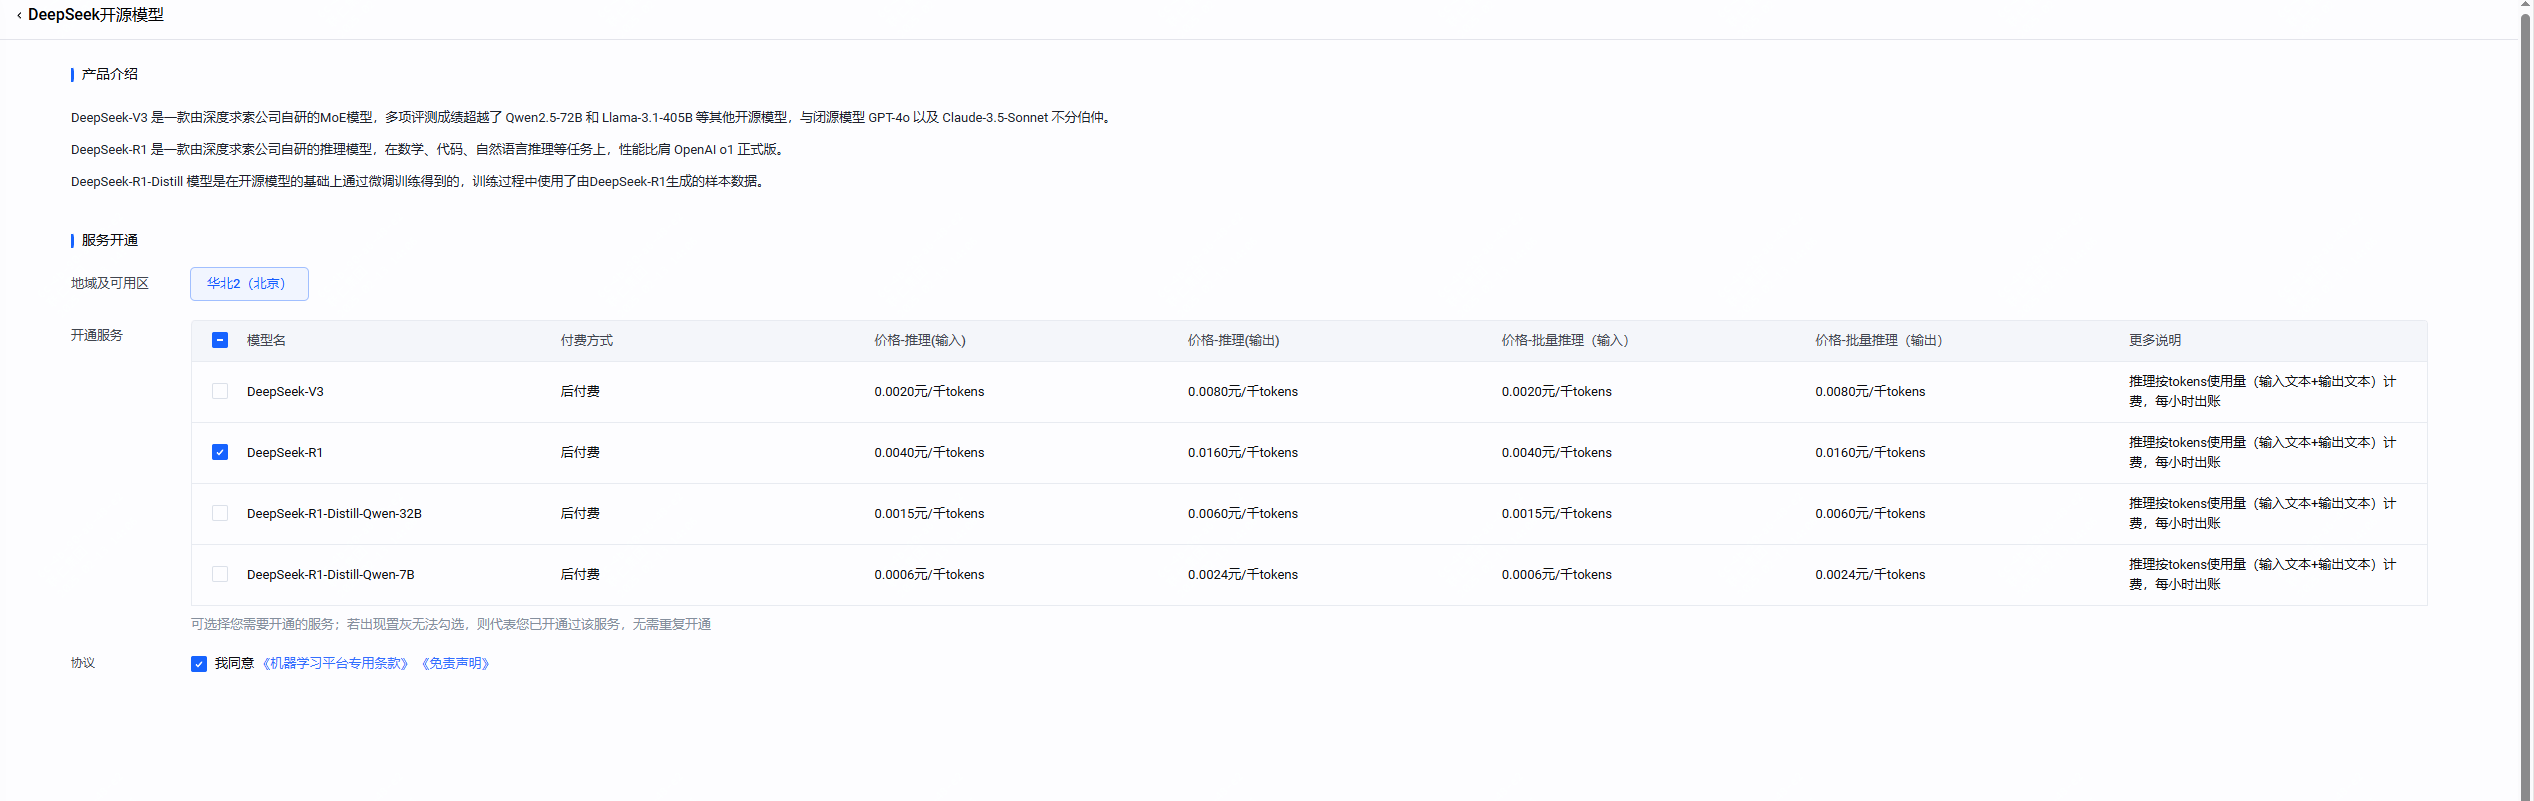 DeepSeek开源模型
产品介绍
DeepSeek-V3 是一款由深度求索公司自研的MoE模型，多项评测成绩超越了 Qwen2.5-72B 和 Llama-3.1-405B 等其他开源模型，与闭源模型 GPT-4o 以及 Claude-3.5-Sonnet 不分伯仲。
DeepSeek-R1 是一款由深度求索公司自研的推理模型，在数学、代码、自然语言推理等任务上，性能比肩 OpenAI o1 正式版。
DeepSeek-R1-Distill 模型是在开源模型的基础上通过微调训练得到的，训练过程中使用了由DeepSeek-R1生成的样本数据。
服务开通
地域及可用区 华北2（北京）
开通服务 模型名 付费方式 价格-推理(输入) 价格-推理(输出) 价格-批量推理（输入） 价格-批量推理（输出） 更多说明
DeepSeek-V3 后付费 0.0020元/千tokens 0.0080元/千tokens 0.0020元/千tokens 0.0080元/千tokens 推理按tokens使用量（输入文本+输出文本）计
费，每小时出账
DeepSeek-R1 后付费 0.0040元/千tokens 0.0160元/千tokens 0.0040元/千tokens 0.0160元/千tokens 推理按tokens使用量（输入文本+输出文本）计
费，每小时出账
DeepSeek-R1-Distill-Qwen-32B 后付费 0.0015元/千tokens 0.0060元/千tokens 0.0015元/千tokens 0.0060元/千tokens 推理按tokens使用量（输入文本+输出文本）计
费，每小时出账
DeepSeek-R1-Distill-Qwen-7B 后付费 0.0006元/千tokens 0.0024元/千tokens 0.0006元/千tokens 0.0024元/千tokens 推理按tokens使用量（输入文本+输出文本）计
费，每小时出账
可选择您需要开通的服务；若出现置灰无法勾选，则代表您已开通过该服务，无需重复开通
协议 我同意 《机器学习平台专用条款》 《免责声明》